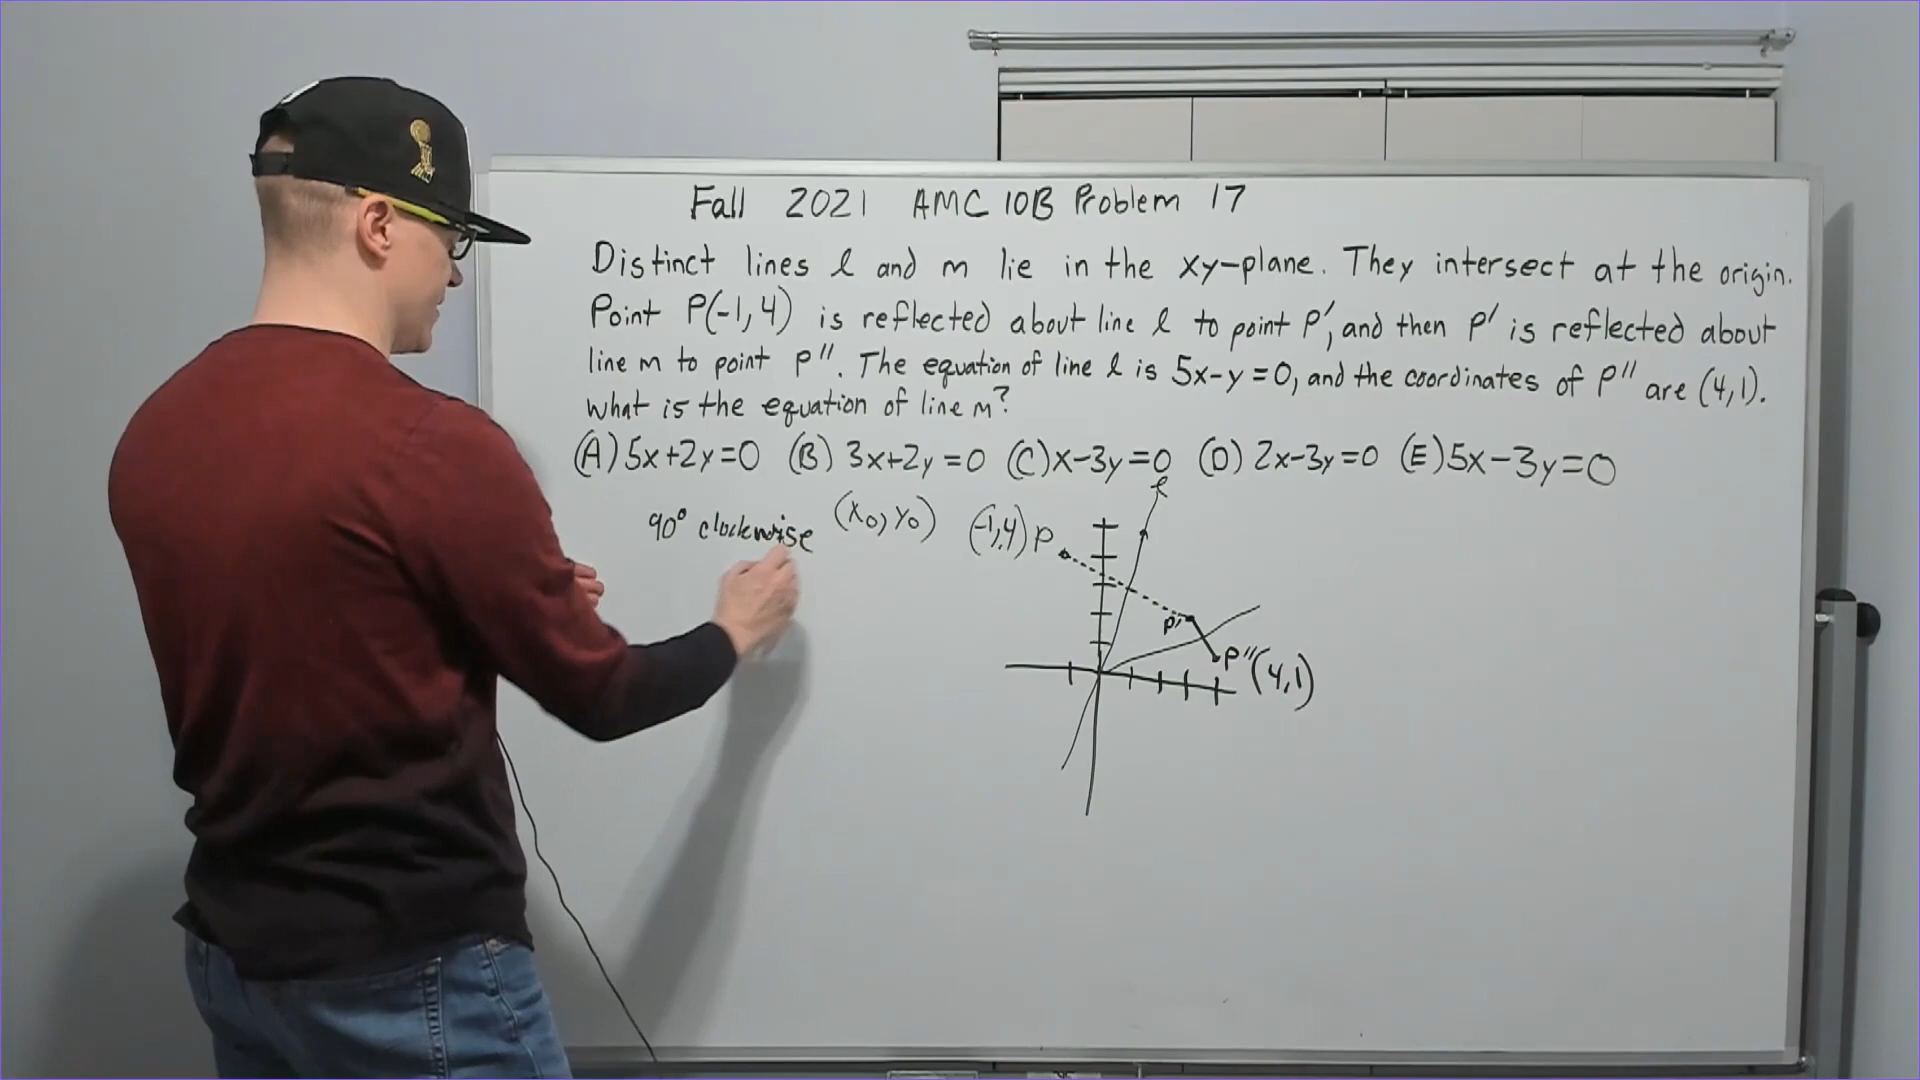 Fall 2021 AMC 10B Problem 17
Distinct lines l and m lie in the xy-plane. They intersect at the origin.
Point P(-1,4) is reflected about line l to point P', and then P' is reflected about
line m to point P''. The equation of line l is 5x-y=0, and the coordinates of P'' are (4,1).
What is the equation of line m?
(A) 5x+2y=0 (B) 3x+2y=0 (C) x-3y=0 (D) 2x-3y=0 (E) 5x-3y=0
l
90° clockwise (x₀,y₀) (-1,4) P
P'
P'' (4,1)